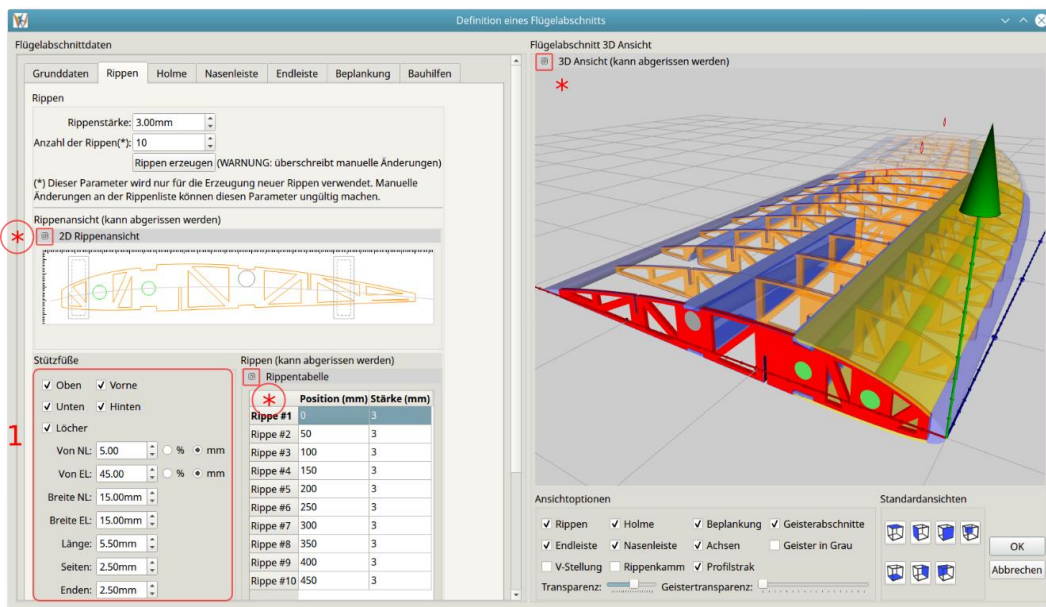 Definition eines Flügelabschnitts
Flügelabschnittdaten
Grunddaten Rippen Holme Nasenleiste Endleiste Beplankung Bauhilfen
Rippen
Rippenstärke: 3.00mm
Anzahl der Rippen(*): 10
Rippen erzeugen (WARNUNG: überschreibt manuelle Änderungen)
(*) Dieser Parameter wird nur für die Erzeugung neuer Rippen verwendet. Manuelle
Änderungen an der Rippenliste können diesen Parameter ungültig machen.
Rippenansicht (kann abgerissen werden)
* 2D Rippenansicht
Stützfüße
1
Oben Vorne
Unten Hinten
Löcher
Von NL: 5.00 % mm
Von EL: 45.00 % mm
Breite NL: 15.00mm
Breite EL: 15.00mm
Länge: 5.50mm
Seiten: 2.50mm
Enden: 2.50mm
Rippen (kann abgerissen werden)
Rippentabelle
*
Position (mm) Stärke (mm)
Rippe #1 0 3
Rippe #2 50 3
Rippe #3 100 3
Rippe #4 150 3
Rippe #5 200 3
Rippe #6 250 3
Rippe #7 300 3
Rippe #8 350 3
Rippe #9 400 3
Rippe #10 450 3
Flügelabschnitt 3D Ansicht
3D Ansicht (kann abgerissen werden)
*
Ansichtoptionen
Rippen Holme Beplankung Geisterabschnitte
Endleiste Nasenleiste Achsen Geister in Grau
V-Stellung Rippenkamm Profilstrak
Transparenz: Geistertransparenz:
Standardansichten
OK
Abbrechen